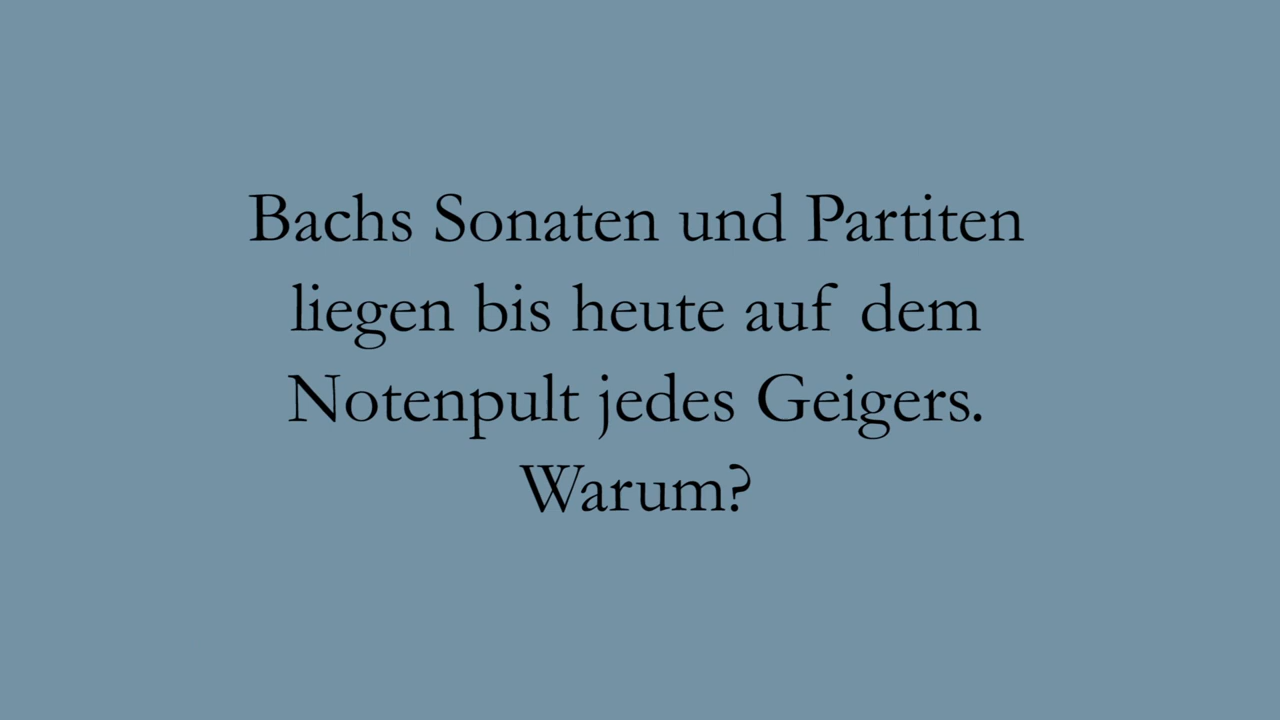 Bachs Sonaten und Partiten
liegen bis heute auf dem
Notenpult jedes Geigers.
Warum?